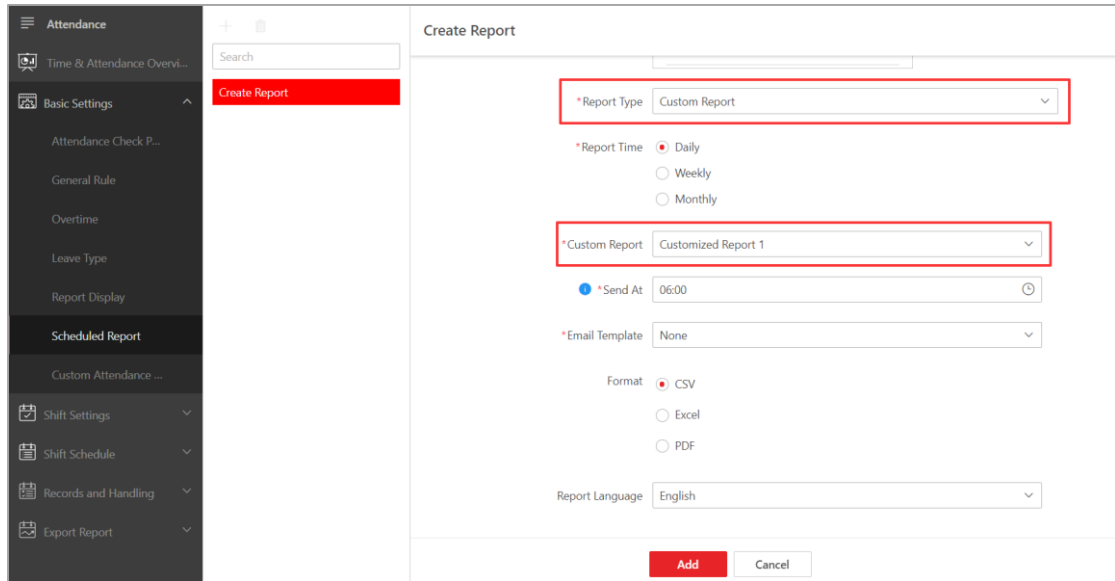 Attendance
Time & Attendance Overvi...
Basic Settings
Attendance Check P...
General Rule
Overtime
Leave Type
Report Display
Scheduled Report
Custom Attendance ...
Shift Settings
Shift Schedule
Records and Handling
Export Report
Search
Create Report
Create Report
*Report Type Custom Report
*Report Time Daily
Weekly
Monthly
*Custom Report Customized Report 1
*Send At 06:00
*Email Template None
Format CSV
Excel
PDF
Report Language English
Add Cancel